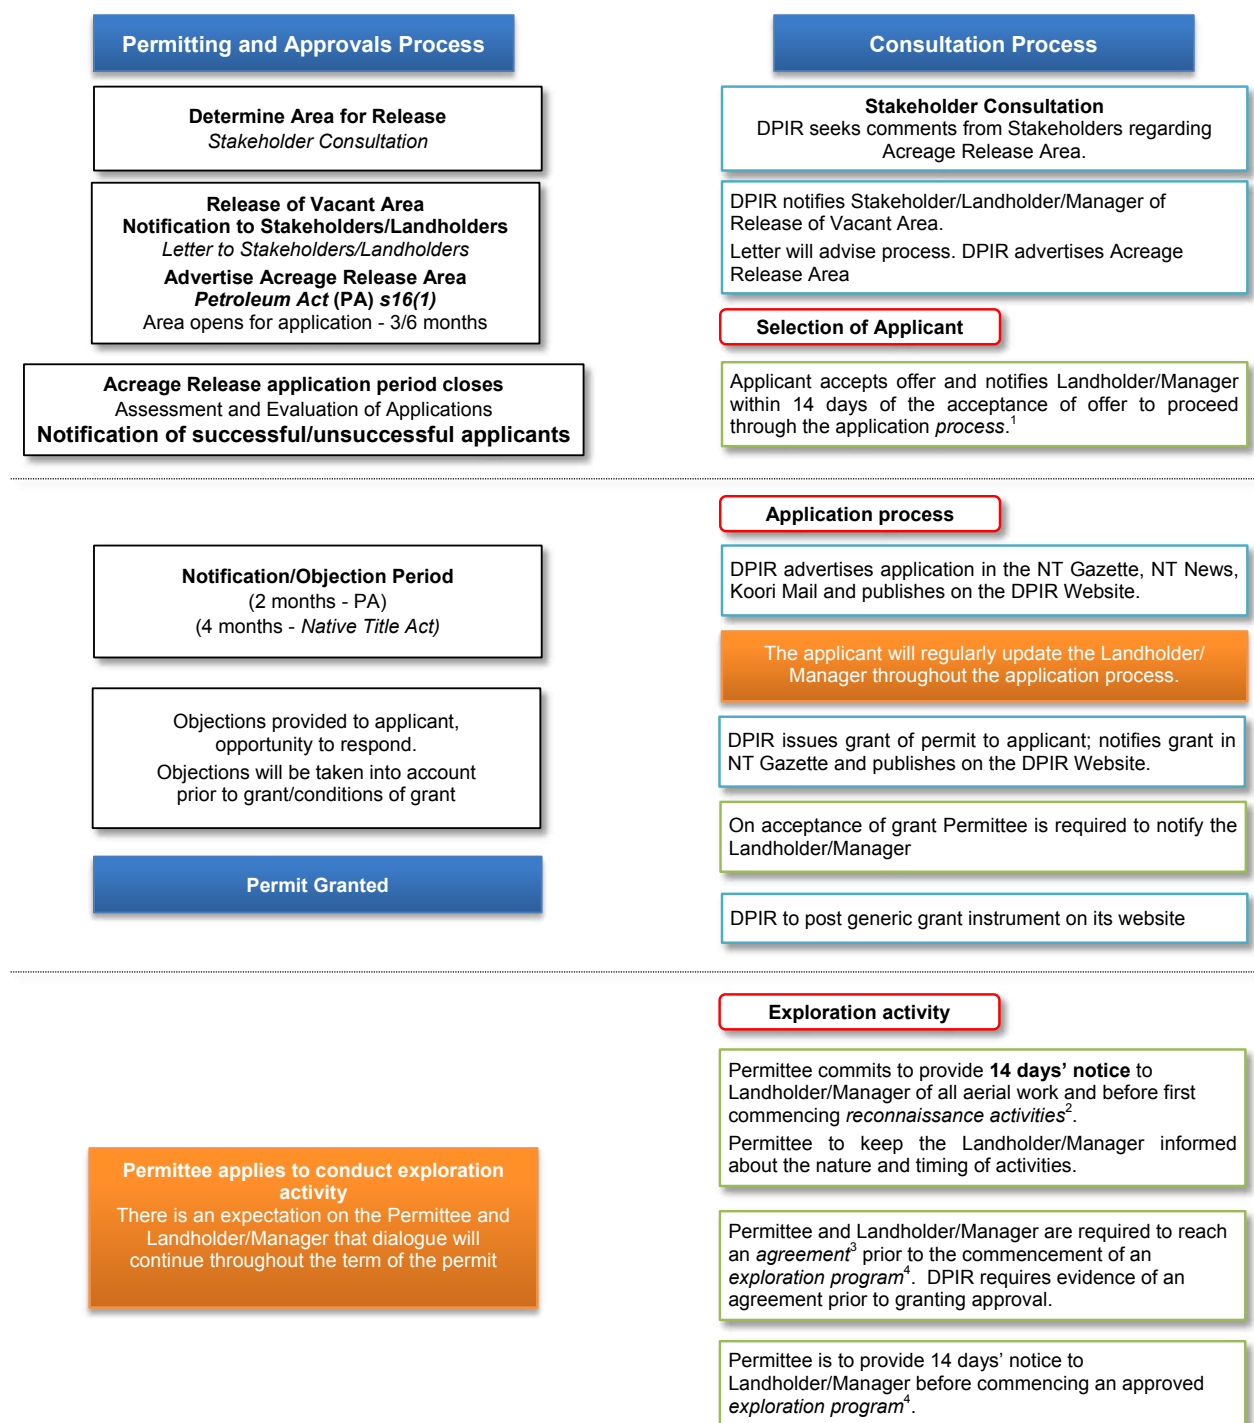 Permitting and Approvals Process
Determine Area for Release
Stakeholder Consultation
Release of Vacant Area
Notification to Stakeholders/Landholders
Letter to Stakeholders/Landholders
Advertise Acreage Release Area
Petroleum Act (PA) s16(1)
Area opens for application - 3/6 months
Acreage Release application period closes
Assessment and Evaluation of Applications
Notification of successful/unsuccessful applicants
Consultation Process
Stakeholder Consultation
DPIR seeks comments from Stakeholders regarding
Acreage Release Area.
DPIR notifies Stakeholder/Landholder/Manager of
Release of Vacant Area.
Letter will advise process. DPIR advertises Acreage
Release Area
Selection of Applicant
Applicant accepts offer and notifies Landholder/Manager
within 14 days of the acceptance of offer to proceed
through the application process.¹
Notification/Objection Period
(2 months - PA)
(4 months - Native Title Act)
Objections provided to applicant,
opportunity to respond.
Objections will be taken into account
prior to grant/conditions of grant
Permit Granted
Application process
DPIR advertises application in the NT Gazette, NT News,
Koori Mail and publishes on the DPIR Website.
The applicant will regularly update the Landholder/
Manager throughout the application process.
DPIR issues grant of permit to applicant; notifies grant in
NT Gazette and publishes on the DPIR Website.
On acceptance of grant Permittee is required to notify the
Landholder/Manager
DPIR to post generic grant instrument on its website
Permittee applies to conduct exploration
activity
There is an expectation on the Permittee and
Landholder/Manager that dialogue will
continue throughout the term of the permit
Exploration activity
Permittee commits to provide 14 days’ notice to
Landholder/Manager of all aerial work and before first
commencing reconnaissance activities².
Permittee to keep the Landholder/Manager informed
about the nature and timing of activities.
Permittee and Landholder/Manager are required to reach
an agreement³ prior to the commencement of an
exploration program⁴. DPIR requires evidence of an
agreement prior to granting approval.
Permittee is to provide 14 days’ notice to
Landholder/Manager before commencing an approved
exploration program⁴.